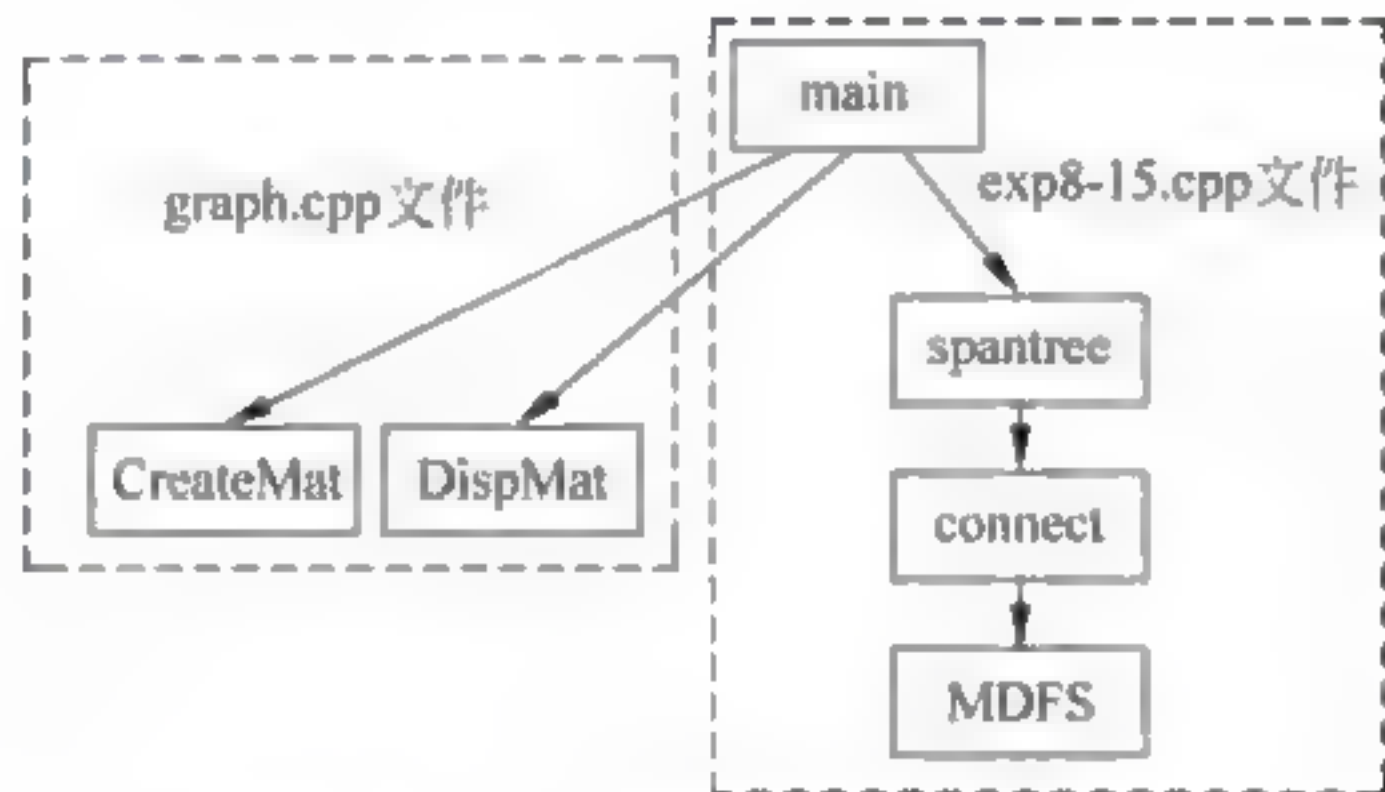 main
graph.cpp文件
exp8-15.cpp文件
spantree
CreateMat
DispMat
connect
MDFS